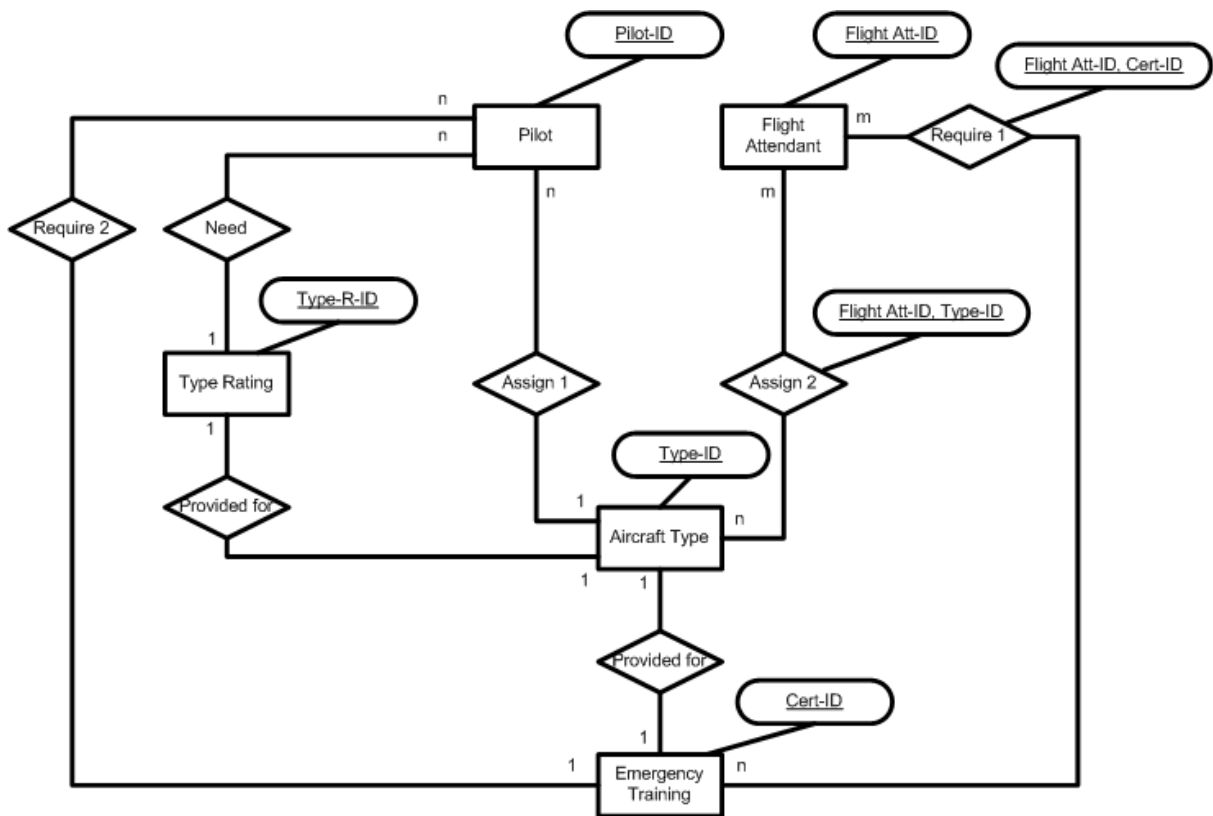 Pilot-ID
Flight Att-ID
Flight Att-ID, Cert-ID
n
n
Pilot
n
Flight
Attendant
m
m
Require 1
Require 2
Need
Type-R-ID
1
Type Rating
1
Flight Att-ID, Type-ID
Assign 1
Assign 2
Type-ID
Provided for
1
Aircraft Type
n
1
1
Provided for
Cert-ID
1
1
Emergency
Training
n